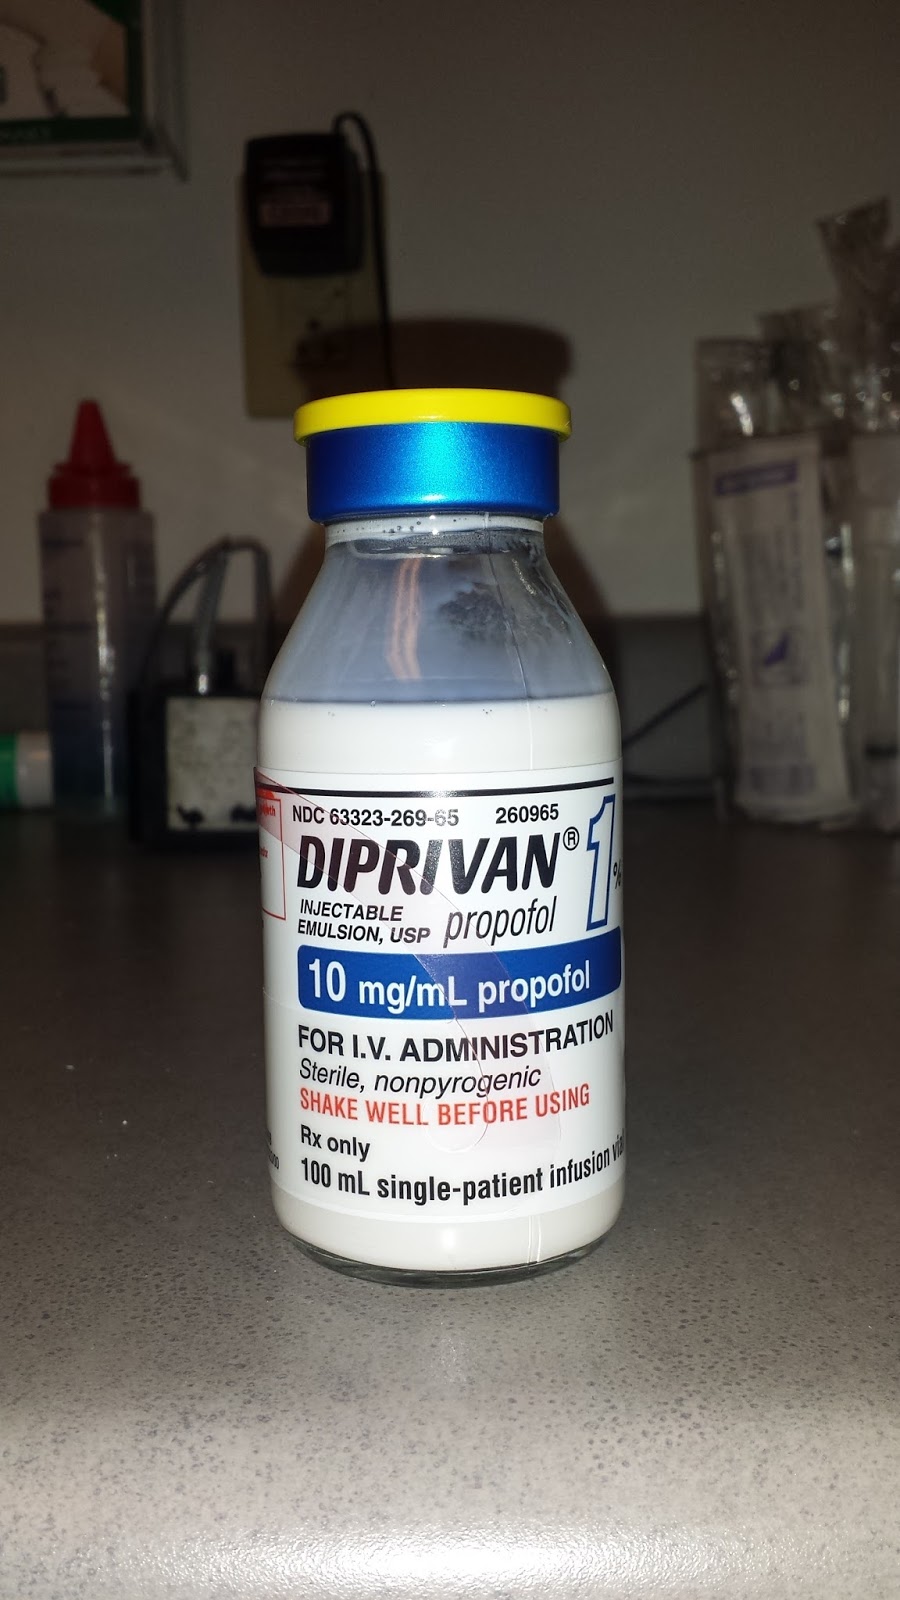 NDC 63323-269-65 260965
DIPRIVAN® 1%
INJECTABLE
EMULSION, USP propofol
10 mg/mL propofol
FOR I.V. ADMINISTRATION
Sterile, nonpyrogenic
SHAKE WELL BEFORE USING
Rx only
100 mL single-patient infusion vial